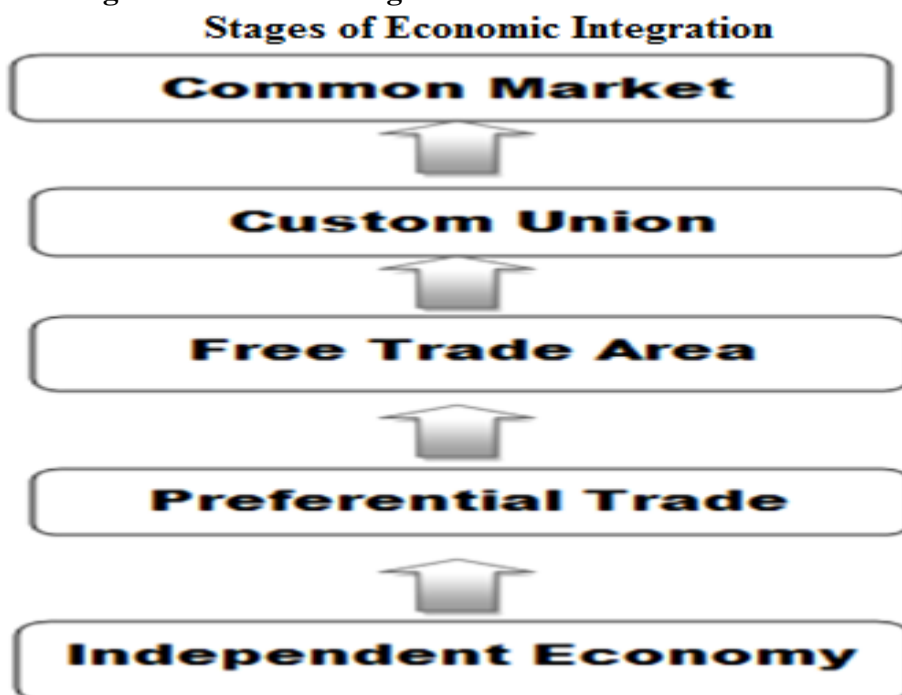 Stages of Economic Integration
Common Market
Custom Union
Free Trade Area
Preferential Trade
Independent Economy